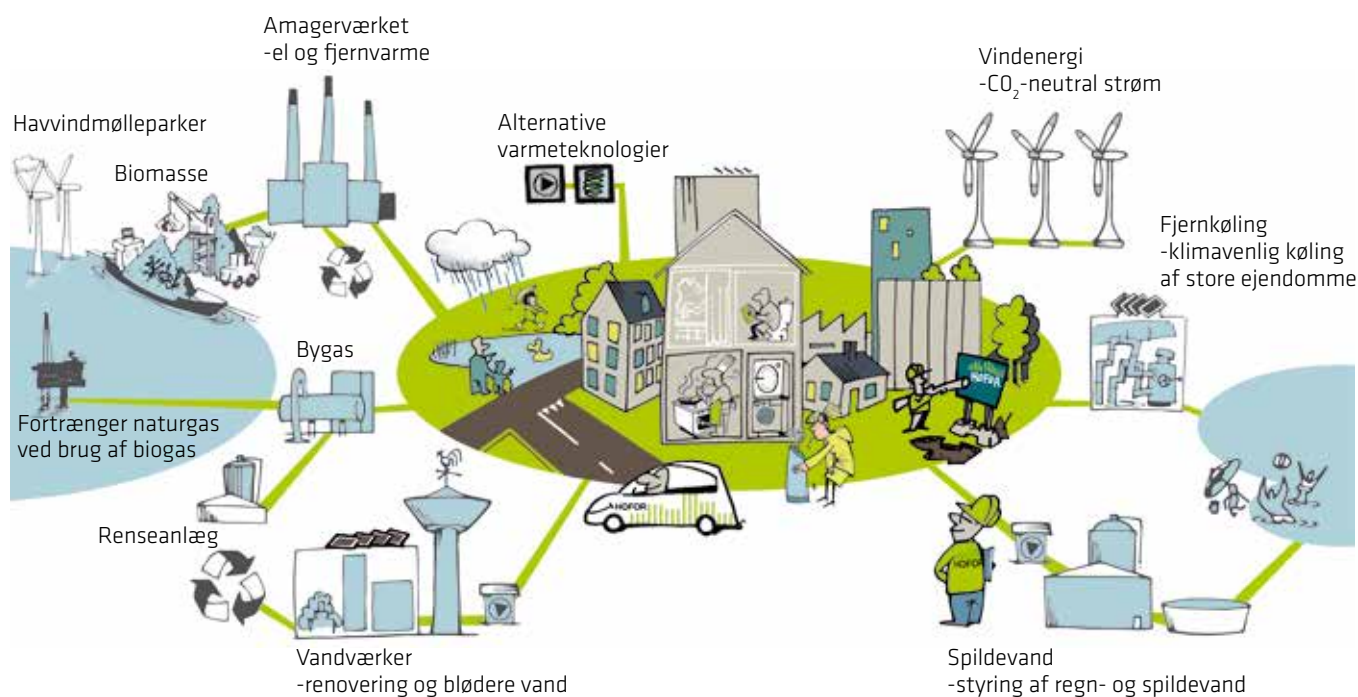 Amagerværket
-el og fjernvarme
Vindenergi
-CO₂-neutral strøm
Havvindmølleparker
Alternative
varmeteknologier
Biomasse
Fjernkøling
-klimavenlig køling
af store ejendomme
Bygas
HOFOR
Fortrænger naturgas
ved brug af biogas
HOFOR
Renseanlæg
HOFOR
Vandværker
-renovering og blødere vand
Spildevand
-styring af regn- og spildevand